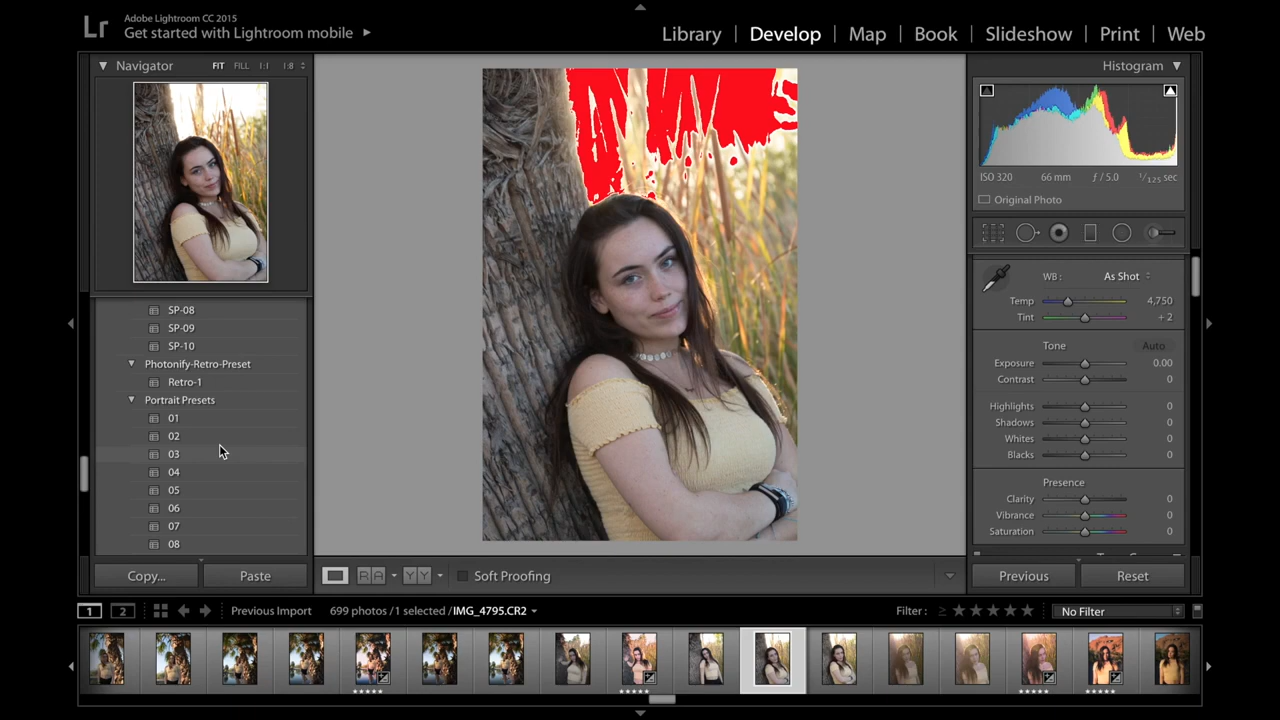 Lr
Adobe Lightroom CC 2015
Get started with Lightroom mobile
Library | Develop | Map | Book | Slideshow | Print | Web
Navigator FIT FILL 1:1 1:8
SP-08
SP-09
SP-10
Photonify-Retro-Preset
Retro-1
Portrait Presets
01
02
03
04
05
06
07
08
Copy... Paste
RA YY Soft Proofing
Histogram
ISO 320 66 mm ƒ / 5.0 1/125 sec
Original Photo
WB : As Shot
Temp 4,750
Tint + 2
Tone Auto
Exposure 0.00
Contrast 0
Highlights 0
Shadows 0
Whites 0
Blacks 0
Presence
Clarity 0
Vibrance 0
Saturation 0
Previous Reset
1 2 Previous Import 699 photos / 1 selected / IMG_4795.CR2 Filter : ≥ ★★★★★ No Filter